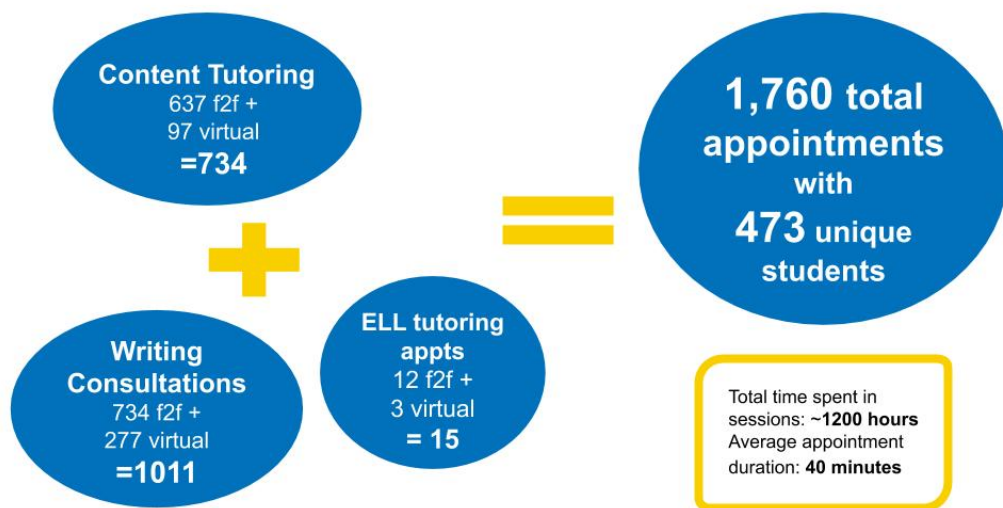 Content Tutoring
637 f2f +
97 virtual
=734
1,760 total
appointments
with
473 unique
students
Writing
Consultations
734 f2f +
277 virtual
=1011
ELL tutoring
appts
12 f2f +
3 virtual
= 15
Total time spent in
sessions: ~1200 hours
Average appointment
duration: 40 minutes